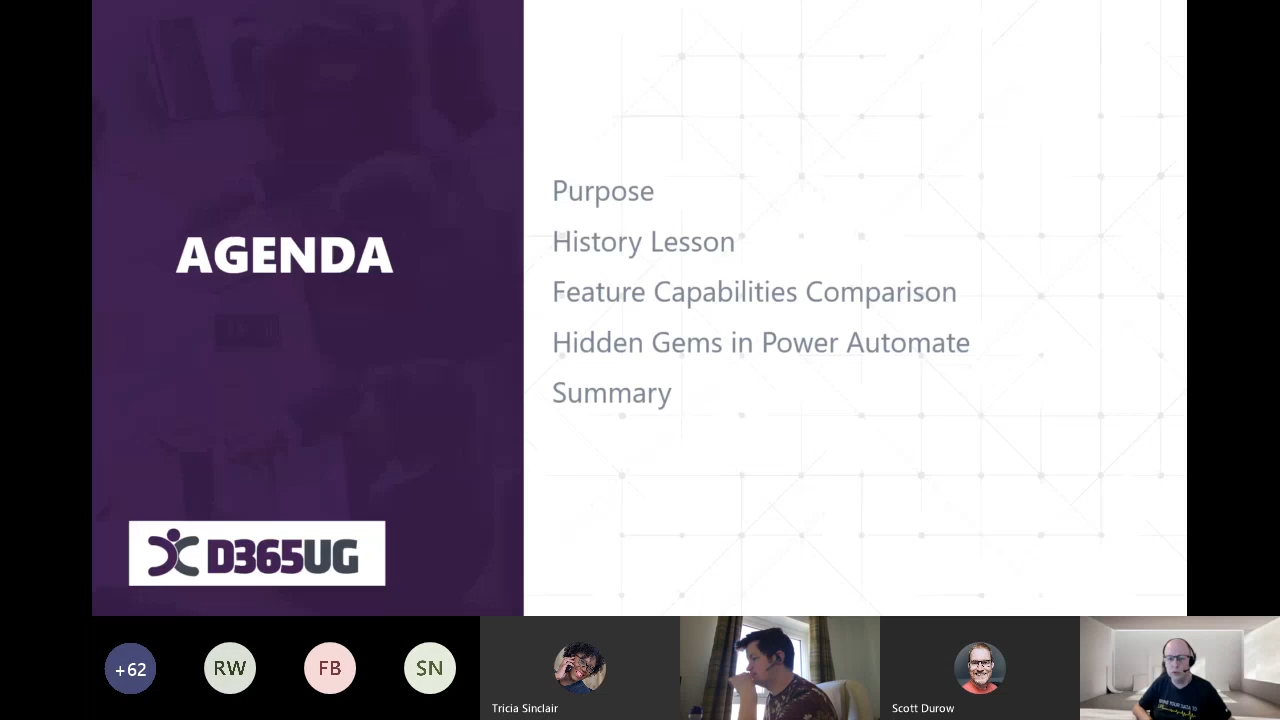 AGENDA
D365UG
Purpose
History Lesson
Feature Capabilities Comparison
Hidden Gems in Power Automate
Summary
+62
RW
FB
SN
Tricia Sinclair
Scott Durow